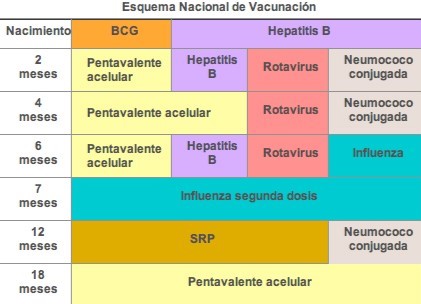 Esquema Nacional de Vacunación
Nacimiento BCG Hepatitis B
2 meses Pentavalente acelular Hepatitis B Rotavirus Neumococo conjugada
4 meses Pentavalente acelular Rotavirus Neumococo conjugada
6 meses Pentavalente acelular Hepatitis B Rotavirus Influenza
7 meses Influenza segunda dosis
12 meses SRP Neumococo conjugada
18 meses Pentavalente acelular